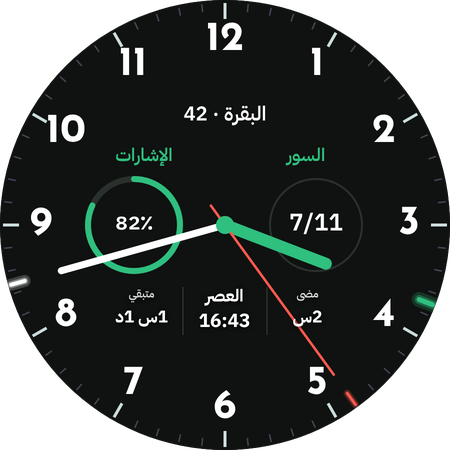 12
11
1
البقرة · 42
10
2
السور
الإشارات
7/11
82%
9
3
مضى
العصر
متبقي
2س
16:43
1س 1د
8
4
7
5
6